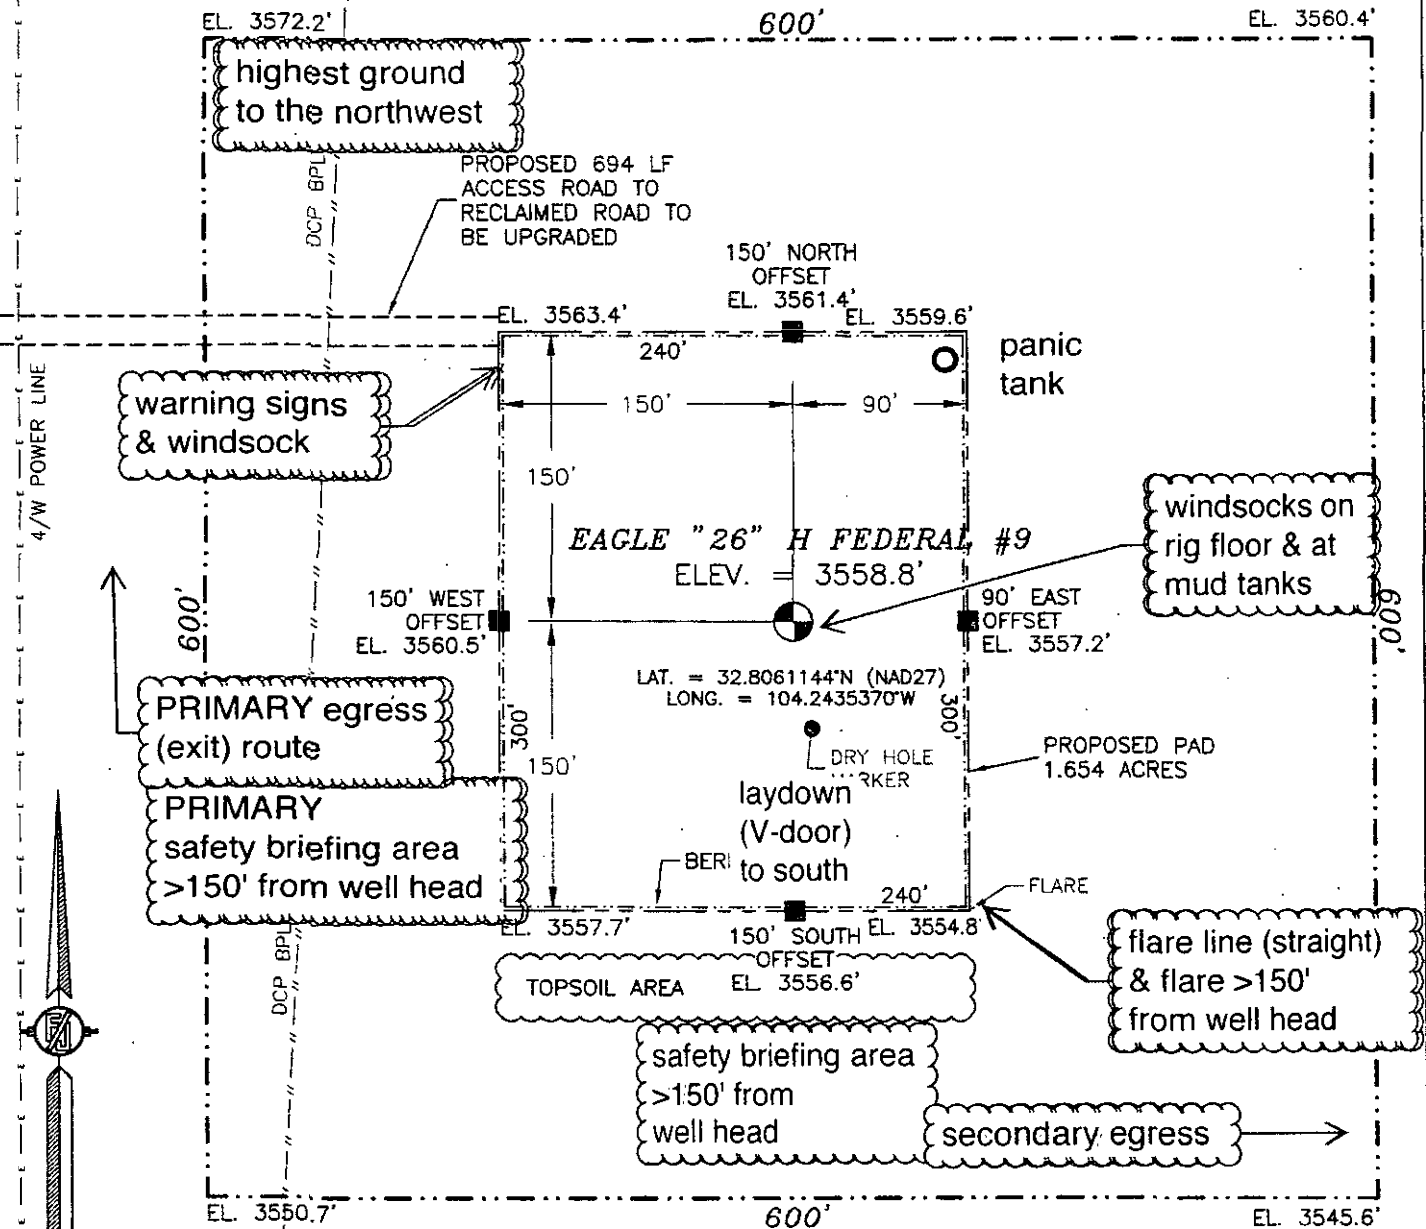 EL. 3572.2'
600'
EL. 3560.4'
highest ground
to the northwest
DCP BPL
PROPOSED 694 LF
ACCESS ROAD TO
RECLAIMED ROAD TO
BE UPGRADED
150' NORTH
OFFSET
EL. 3561.4'
EL. 3563.4'
EL. 3559.6'
240'
panic
tank
4/W POWER LINE
warning signs
& windsock
150'
90'
150'
windsocks on
rig floor & at
mud tanks
EAGLE "26" H FEDERAL #9
ELEV. = 3558.8'
600'
150' WEST
OFFSET
EL. 3560.5'
90' EAST
OFFSET
EL. 3557.2'
600'
LAT. = 32.8061144°N (NAD27)
LONG. = 104.2435370°W
PRIMARY egress
(exit) route
300'
300'
150'
DRY HOLE
PROPOSED PAD
1.654 ACRES
PRIMARY
safety briefing area
>150' from well head
laydown
(V-door)
to south
240'
FLARE
EL. 3557.7'
150' SOUTH
OFFSET
EL 3556.6'
EL. 3554.8'
flare line (straight)
& flare >150'
from well head
DCP BPL
TOPSOIL AREA
safety briefing area
>150' from
well head
secondary egress
EL. 3550.7'
600'
EL. 3545.6'